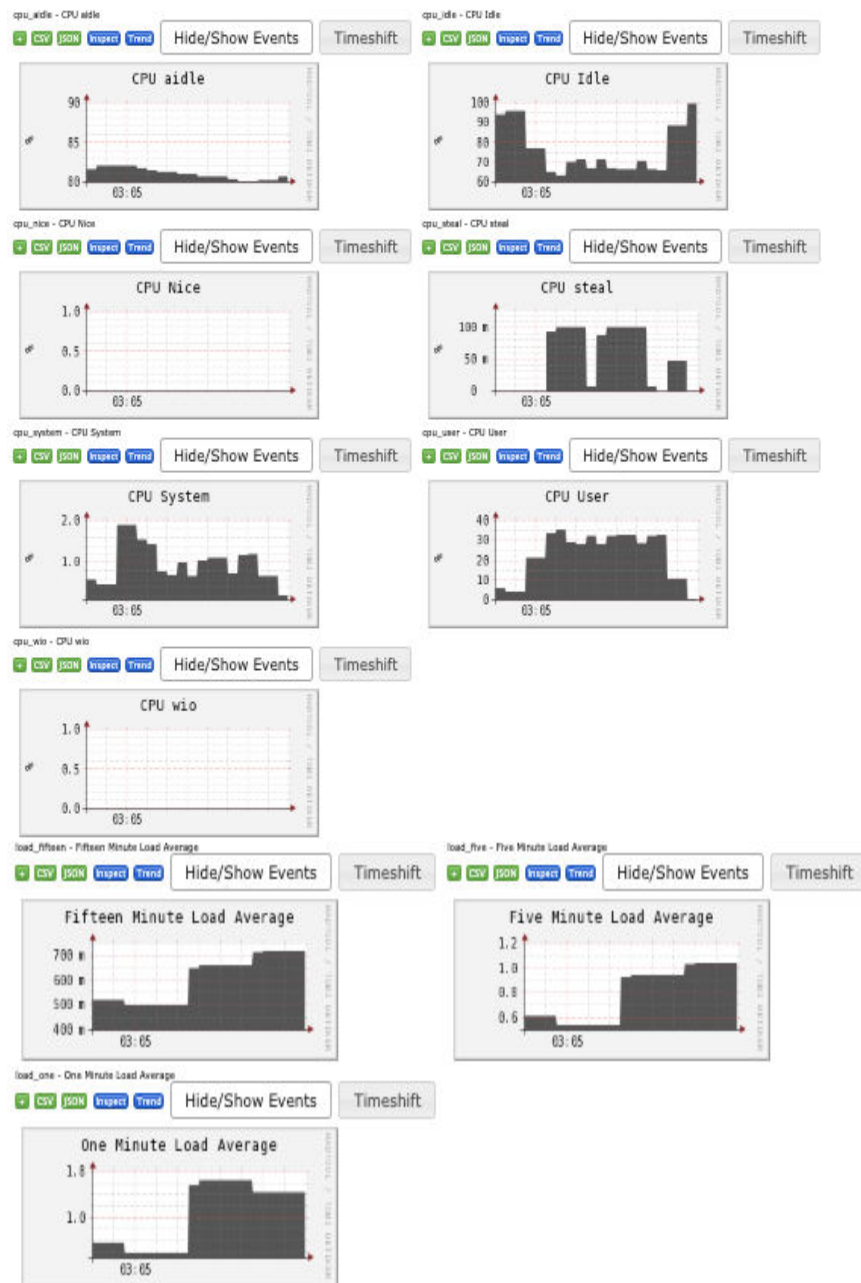 cpu_aidle - CPU aidle
cpu_idle - CPU Idle
+ CSV JSON Inspect Trend Hide/Show Events Timeshift
+ CSV JSON Inspect Trend Hide/Show Events Timeshift
CPU aidle
90
85
80
%
03:05
CPU Idle
100
90
80
70
60
%
03:05
cpu_nice - CPU Nice
cpu_steal - CPU steal
+ CSV JSON Inspect Trend Hide/Show Events Timeshift
+ CSV JSON Inspect Trend Hide/Show Events Timeshift
CPU Nice
1.0
0.5
0.0
%
03:05
CPU steal
100 m
50 m
0
%
03:05
cpu_system - CPU System
cpu_user - CPU User
+ CSV JSON Inspect Trend Hide/Show Events Timeshift
+ CSV JSON Inspect Trend Hide/Show Events Timeshift
CPU System
2.0
1.0
%
03:05
CPU User
40
30
20
10
0
%
03:05
cpu_wio - CPU wio
+ CSV JSON Inspect Trend Hide/Show Events Timeshift
CPU wio
1.0
0.5
0.0
%
03:05
load_fifteen - Fifteen Minute Load Average
load_five - Five Minute Load Average
+ CSV JSON Inspect Trend Hide/Show Events Timeshift
+ CSV JSON Inspect Trend Hide/Show Events Timeshift
Fifteen Minute Load Average
700 m
600 m
500 m
400 m
03:05
Five Minute Load Average
1.2
1.0
0.8
0.6
03:05
load_one - One Minute Load Average
+ CSV JSON Inspect Trend Hide/Show Events Timeshift
One Minute Load Average
1.8
1.0
03:05